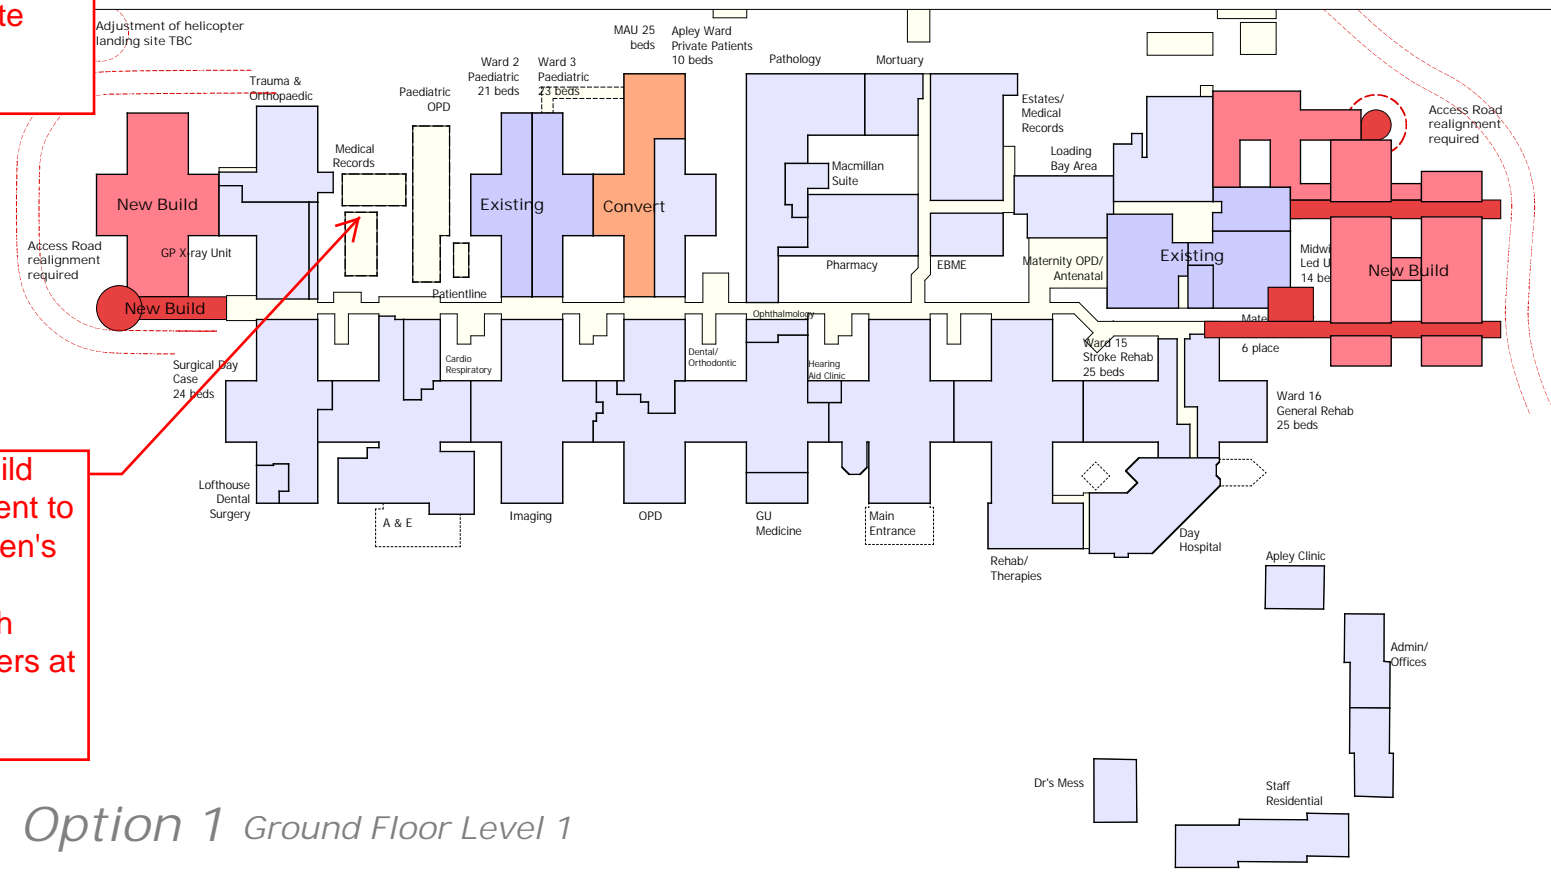 te
Adjustment of helicopter
landing site TBC
MAU 25
beds
Apley Ward
Private Patients
10 beds
Ward 2
Paediatric
21 beds
Ward 3
Paediatric
23 beds
Pathology
Mortuary
Trauma &
Orthopaedic
Paediatric
OPD
Estates/
Medical
Records
Access Road
realignment
required
Medical
Records
Macmillan
Suite
Loading
Bay Area
New Build
Existing
Convert
Access Road
realignment
required
GP X-ray Unit
Pharmacy
EBME
Maternity OPD/
Antenatal
Existing
Midwi
Led U
14 be
New Build
Patientline
New Build
Ophthalmology
Mate
6 place
Surgical Day
Case
24 beds
Cardio
Respiratory
Dental/
Orthodontic
Hearing
Aid Clinic
Ward 15
Stroke Rehab
25 beds
Ward 16
General Rehab
25 beds
ild
ent to
en's
h
ers at
Lofthouse
Dental
Surgery
A & E
Imaging
OPD
GU
Medicine
Main
Entrance
Rehab/
Therapies
Day
Hospital
Apley Clinic
Admin/
Offices
Dr's Mess
Staff
Residential
Option 1 Ground Floor Level 1